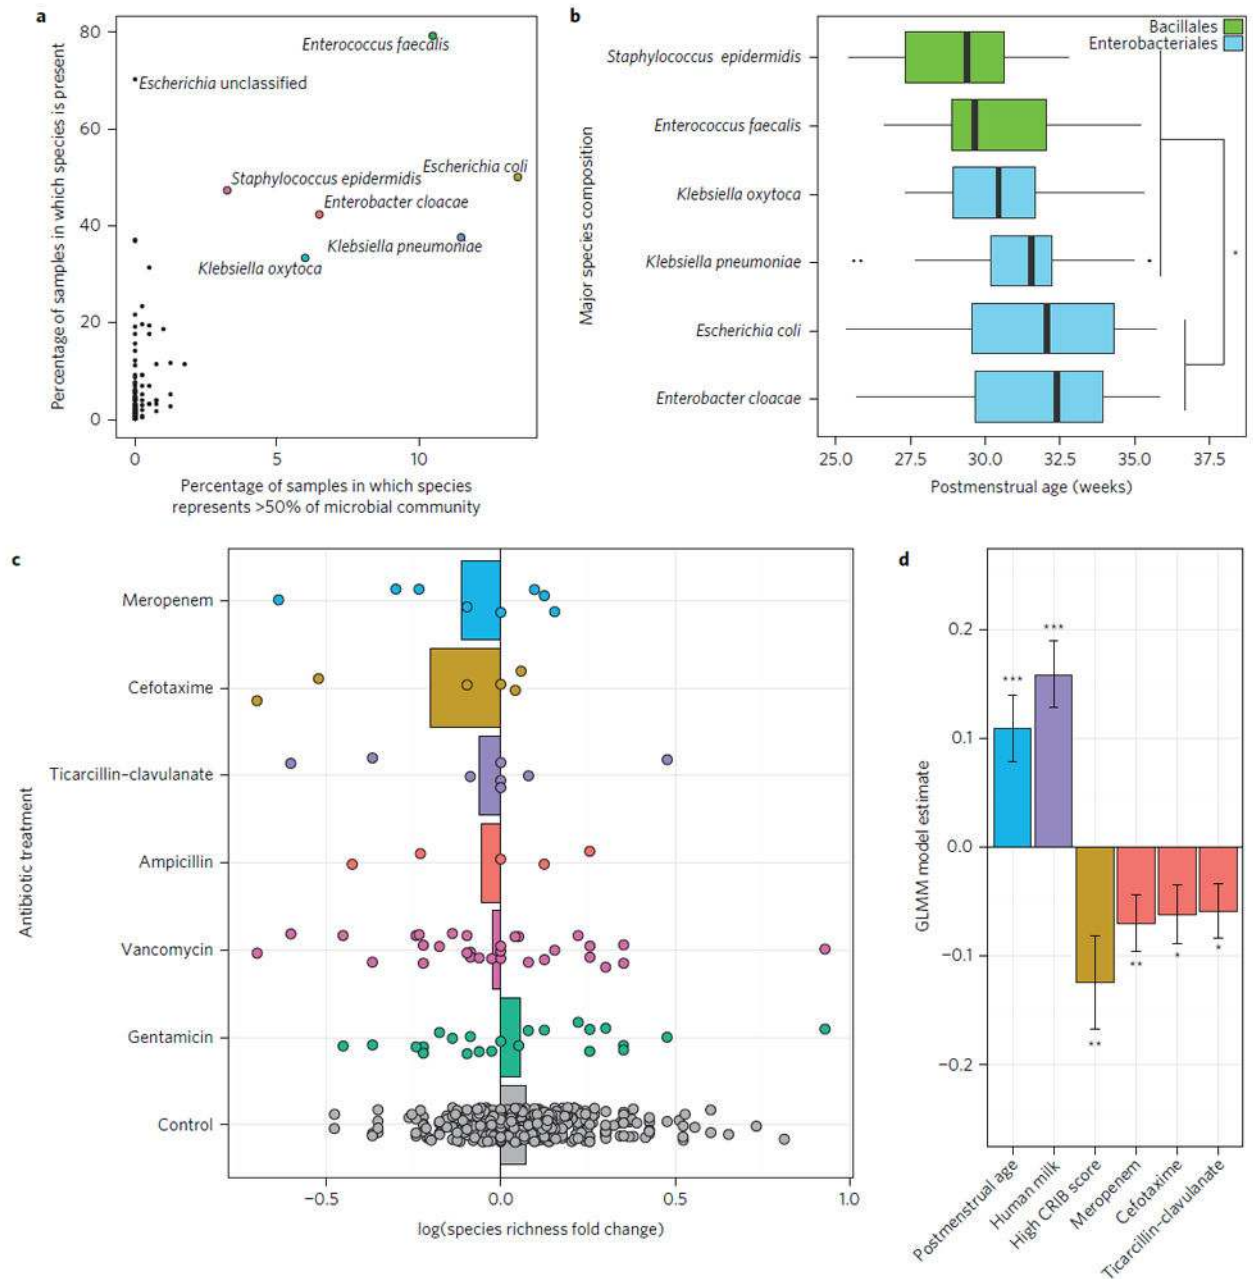 a
80
60
40
20
0
0
5
10
Percentage of samples in which species is present
Enterococcus faecalis
Escherichia unclassified
Escherichia coli
Staphylococcus epidermidis
Enterobacter cloacae
Klebsiella pneumoniae
Klebsiella oxytoca
Percentage of samples in which species
represents >50% of microbial community
b
Bacillales
Enterobacteriales
Major species composition
Staphylococcus epidermidis
Enterococcus faecalis
Klebsiella oxytoca
Klebsiella pneumoniae
Escherichia coli
Enterobacter cloacae
*
25.0
27.5
30.0
32.5
35.0
37.5
Postmenstrual age (weeks)
c
Antibiotic treatment
Meropenem
Cefotaxime
Ticarcillin–clavulanate
Ampicillin
Vancomycin
Gentamicin
Control
−0.5
0.0
0.5
1.0
log(species richness fold change)
d
GLMM model estimate
0.2
0.1
0.0
−0.1
−0.2
***
***
**
**
*
*
Postmenstrual age
Human milk
High CRIB score
Meropenem
Cefotaxime
Ticarcillin–clavulanate